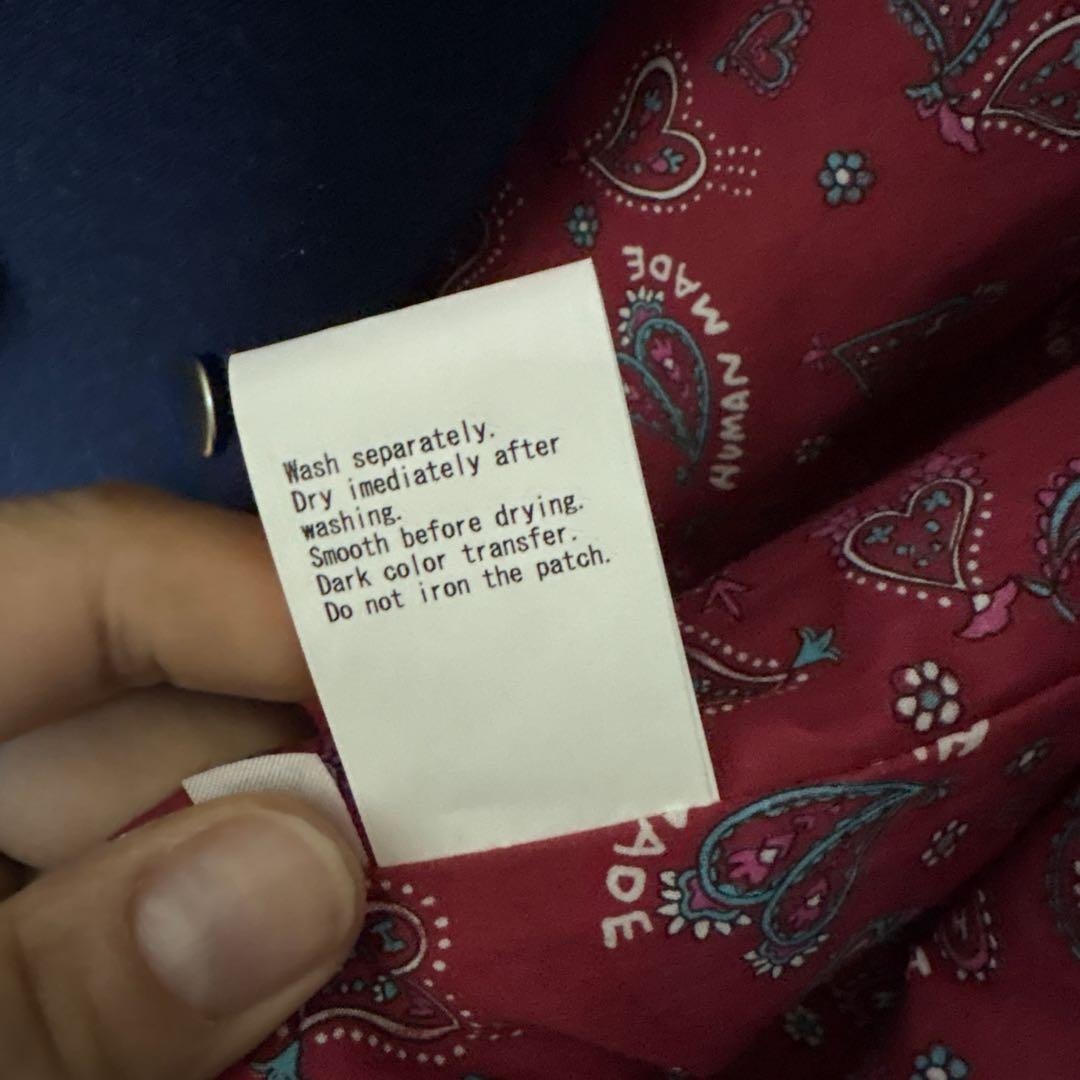 Wash separately.
Dry imediately after
washing.
Smooth before drying.
Dark color transfer.
Do not iron the patch.
HUMAN MADE
ADE